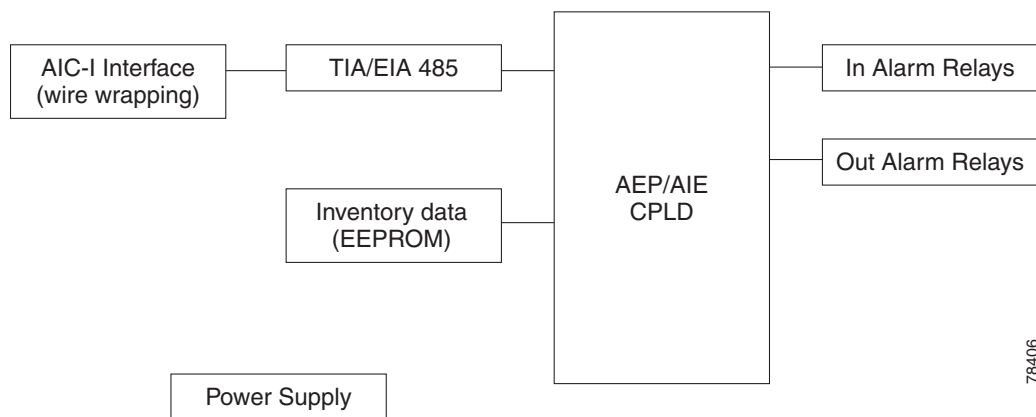 AIC-I Interface
(wire wrapping)
TIA/EIA 485
In Alarm Relays
Out Alarm Relays
AEP/AIE
CPLD
Inventory data
(EEPROM)
Power Supply
78406